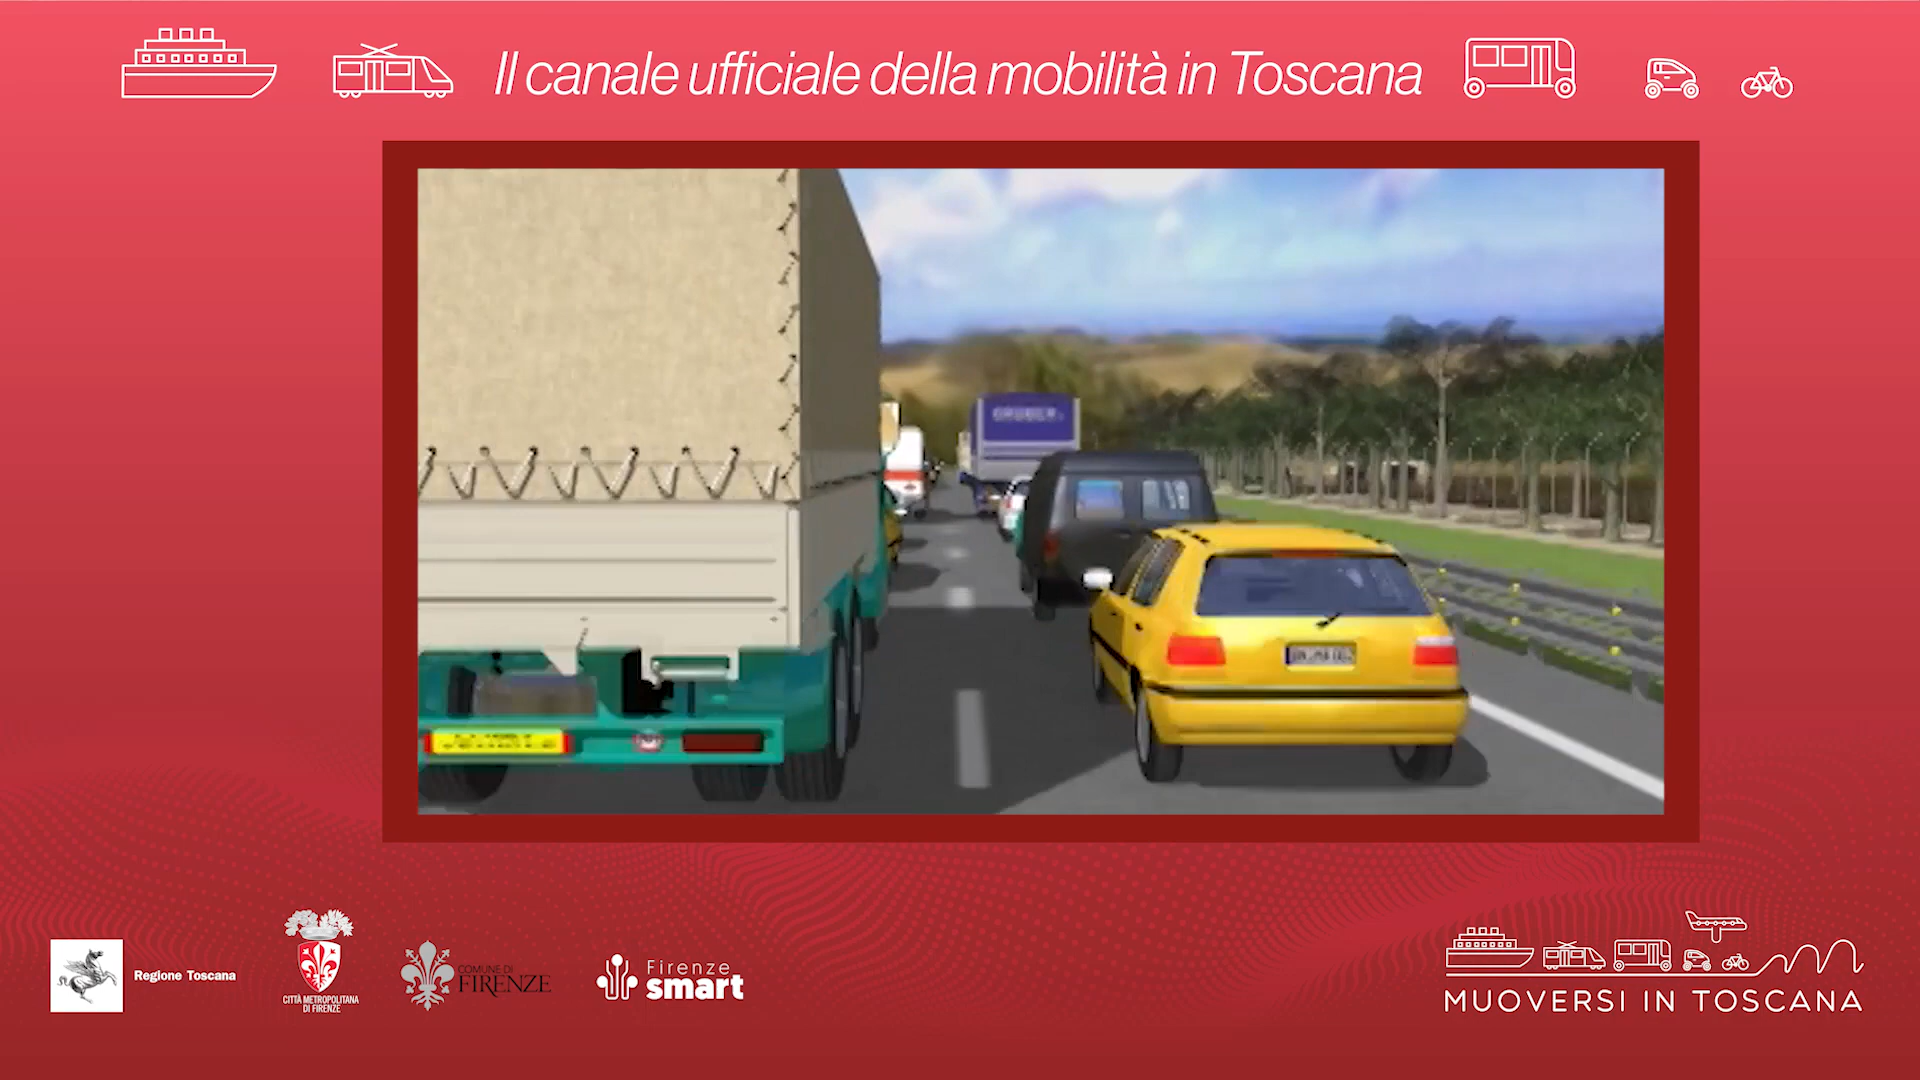 Il canale ufficiale della mobilità in Toscana
GRUBER
Regione Toscana
CITTÀ METROPOLITANA
DI FIRENZE
COMUNE DI
FIRENZE
Firenze
smart
MUOVERSI IN TOSCANA